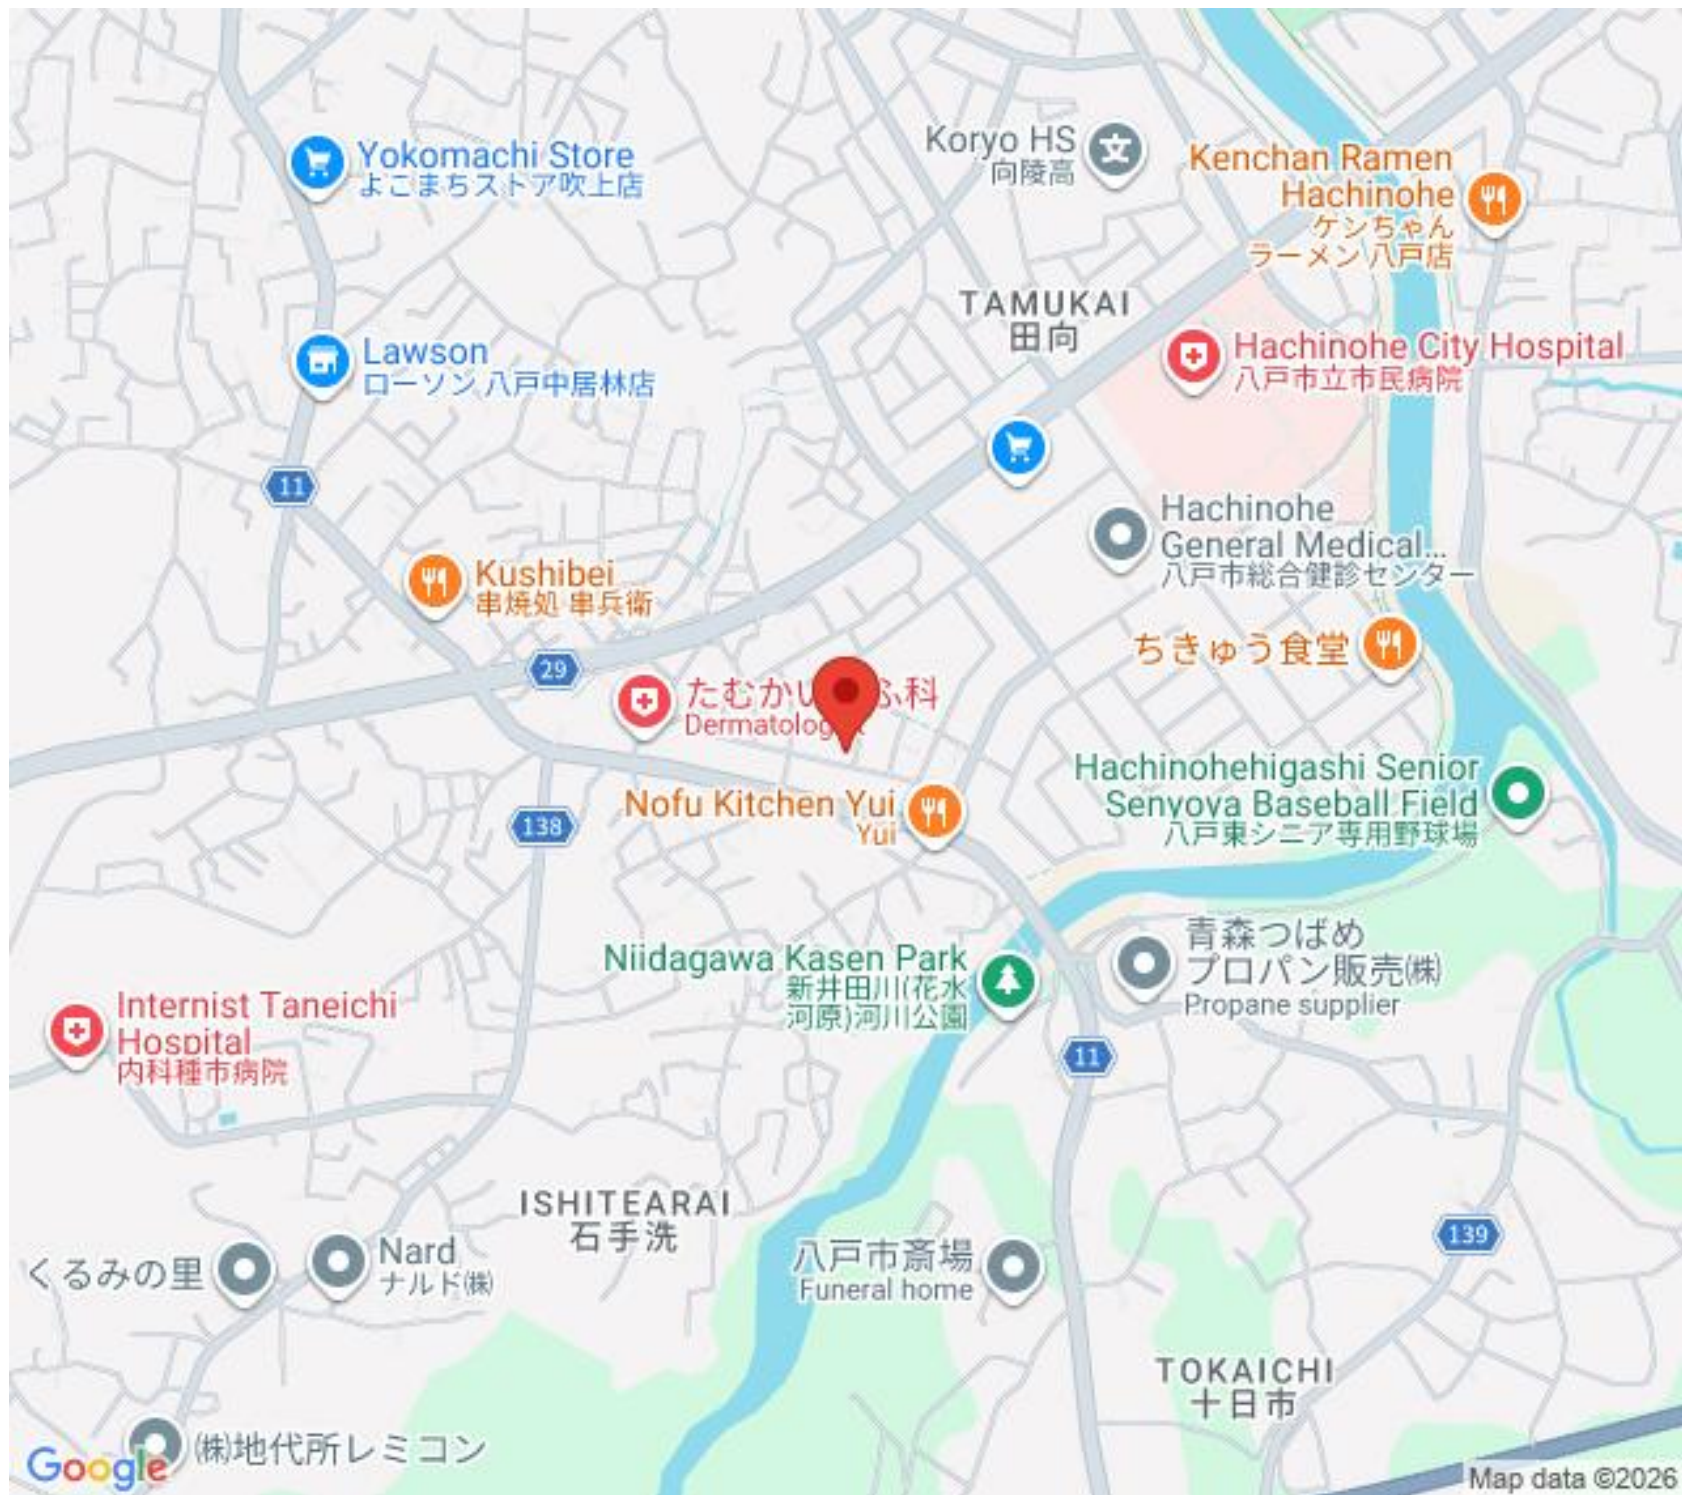 Koryo HS
向陵高
Yokomachi Store
よこまちストア吹上店
Kenchan Ramen
Hachinohe
ケンちゃん
ラーメン 八戸店
TAMUKAI
田向
Lawson
ローソン 八戸中居林店
Hachinohe City Hospital
八戸市立市民病院
11
Hachinohe
General Medical...
八戸市総合健診センター
Kushibei
串焼処 串兵衛
ちきゅう食堂
29
たむかい ふ科
Dermatologist
Hachinohehigashi Senior
Senyova Baseball Field
八戸東シニア専用野球場
Nofu Kitchen Yui
Yui
138
青森つばめ
プロパン販売㈱
Propane supplier
Niidagawa Kasen Park
新井田川(花水
河原)河川公園
Internist Taneichi
Hospital
内科種市病院
11
ISHITEARAI
石手洗
139
くるみの里
Nard
ナルド㈱
八戸市斎場
Funeral home
TOKAICHI
十日市
㈱地代所レミコン
Google
Map data ©2026